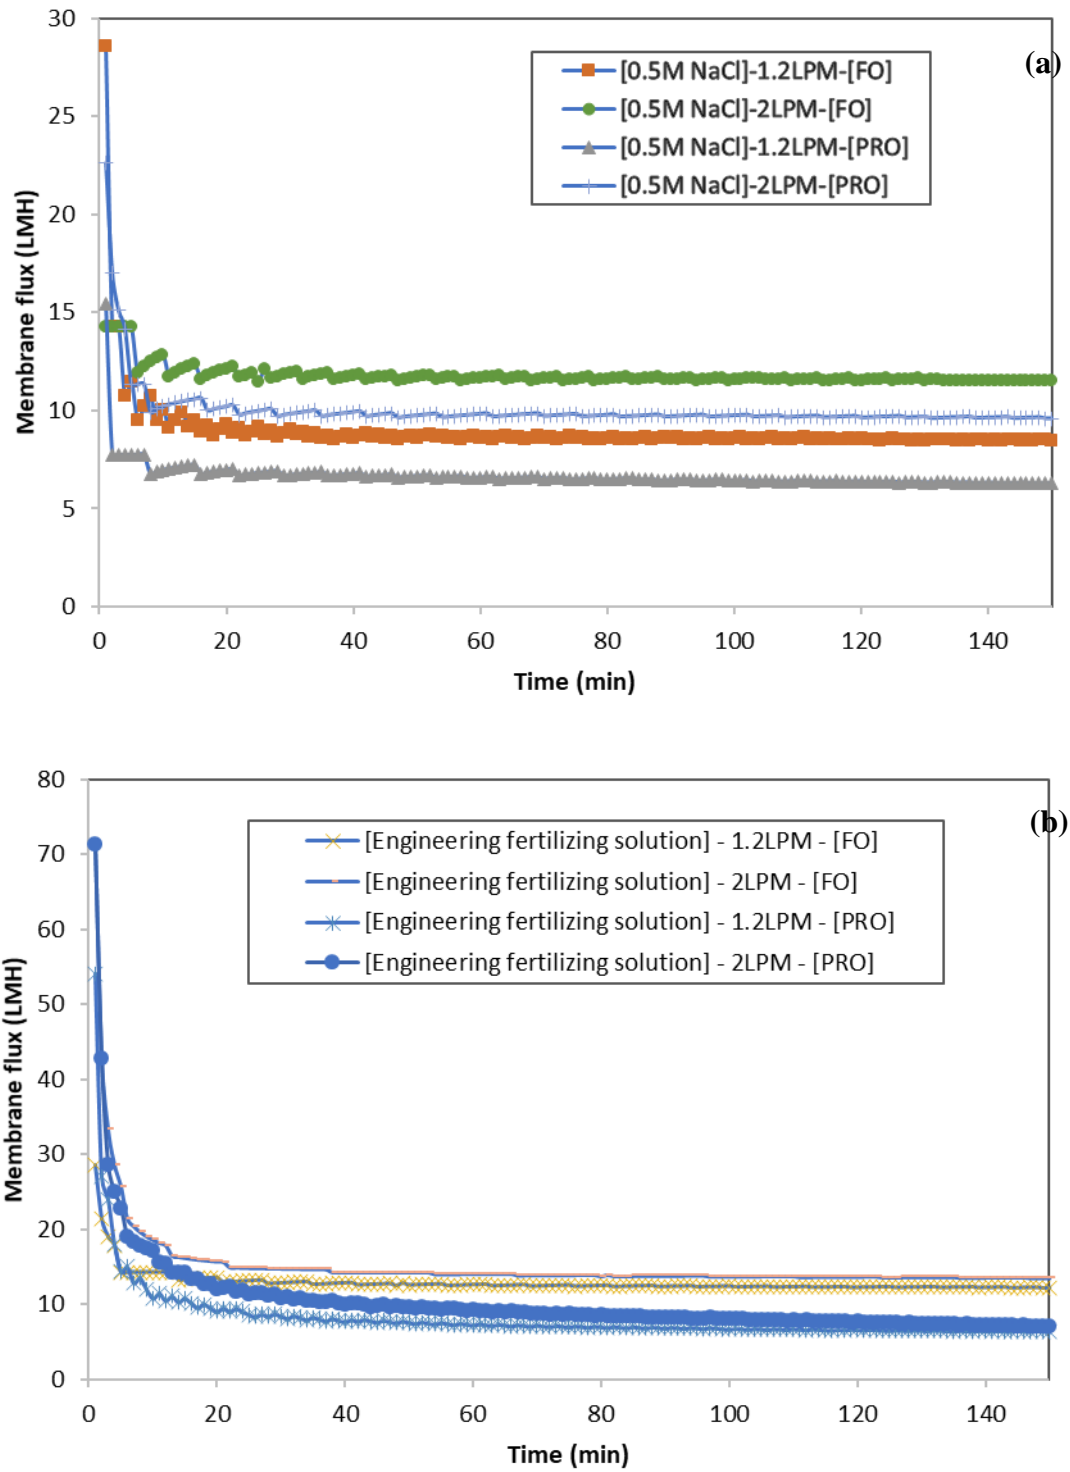 (a)
[0.5M NaCl]-1.2LPM-[FO]
[0.5M NaCl]-2LPM-[FO]
[0.5M NaCl]-1.2LPM-[PRO]
[0.5M NaCl]-2LPM-[PRO]
Membrane flux (LMH)
30
25
20
15
10
5
0
0 20 40 60 80 100 120 140
Time (min)
(b)
[Engineering fertilizing solution] - 1.2LPM - [FO]
[Engineering fertilizing solution] - 2LPM - [FO]
[Engineering fertilizing solution] - 1.2LPM - [PRO]
[Engineering fertilizing solution] - 2LPM - [PRO]
Membrane flux (LMH)
80
70
60
50
40
30
20
10
0
0 20 40 60 80 100 120 140
Time (min)